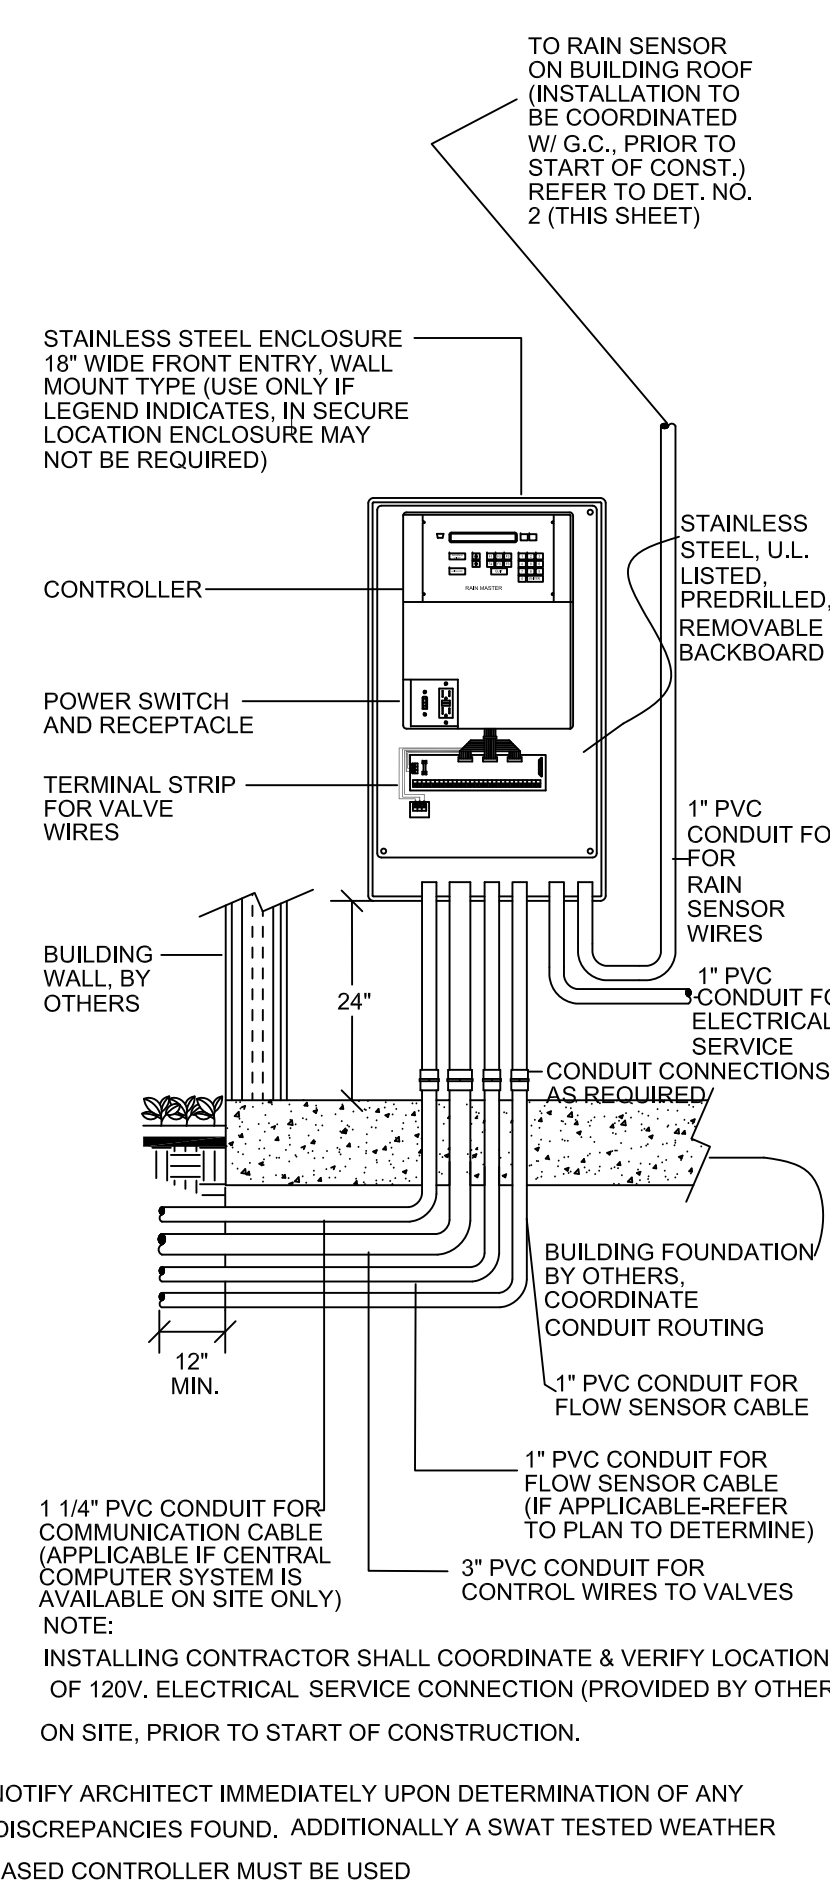 TO RAIN SENSOR
ON BUILDING ROOF
(INSTALLATION TO
BE COORDINATED
W/ G.C., PRIOR TO
START OF CONST.)
REFER TO DET. NO.
2 (THIS SHEET)
STAINLESS STEEL ENCLOSURE
18" WIDE FRONT ENTRY, WALL
MOUNT TYPE (USE ONLY IF
LEGEND INDICATES, IN SECURE
LOCATION ENCLOSURE MAY
NOT BE REQUIRED)
STAINLESS
STEEL, U.L.
LISTED,
PREDRILLED,
REMOVABLE
BACKBOARD
RAIN MASTER
CONTROLLER
POWER SWITCH
AND RECEPTACLE
TERMINAL STRIP
FOR VALVE
WIRES
1" PVC
CONDUIT FO
FOR
RAIN
SENSOR
WIRES
BUILDING
WALL, BY
OTHERS
24"
1" PVC
CONDUIT FO
ELECTRICAL
SERVICE
CONDUIT CONNECTIONS
AS REQUIRED
BUILDING FOUNDATION
BY OTHERS,
COORDINATE
CONDUIT ROUTING
12"
MIN.
1" PVC CONDUIT FOR
FLOW SENSOR CABLE
1" PVC CONDUIT FOR
FLOW SENSOR CABLE
(IF APPLICABLE-REFER
TO PLAN TO DETERMINE)
1 1/4" PVC CONDUIT FOR
COMMUNICATION CABLE
(APPLICABLE IF CENTRAL
COMPUTER SYSTEM IS
AVAILABLE ON SITE ONLY)
3" PVC CONDUIT FOR
CONTROL WIRES TO VALVES
NOTE:
INSTALLING CONTRACTOR SHALL COORDINATE & VERIFY LOCATION
OF 120V. ELECTRICAL SERVICE CONNECTION (PROVIDED BY OTHER
ON SITE, PRIOR TO START OF CONSTRUCTION.
NOTIFY ARCHITECT IMMEDIATELY UPON DETERMINATION OF ANY
DISCREPANCIES FOUND. ADDITIONALLY A SWAT TESTED WEATHER
ASED CONTROLLER MUST BE USED